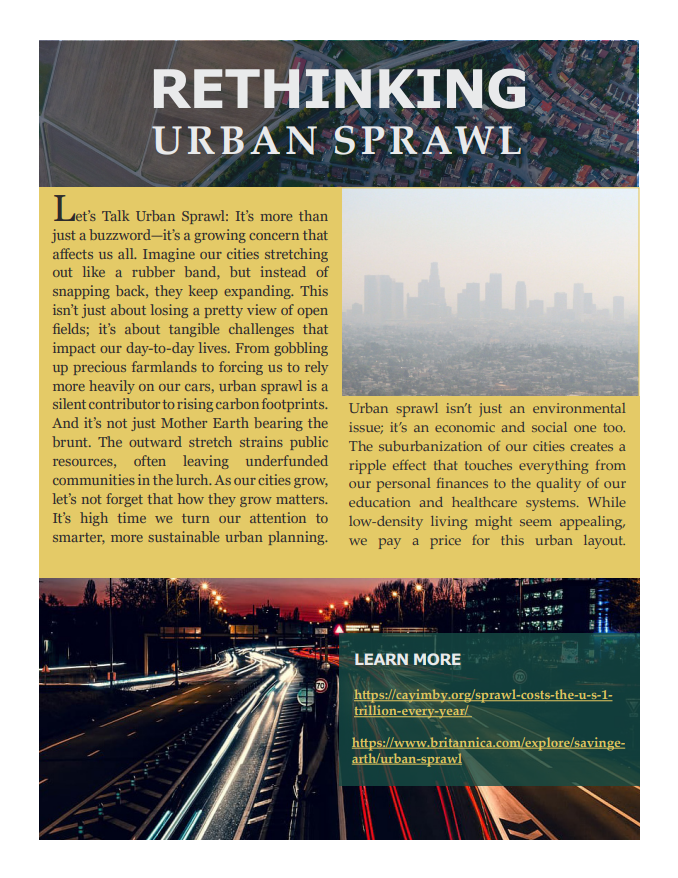 RETHINKING
URBAN SPRAWL
Let’s Talk Urban Sprawl: It’s more than
just a buzzword—it’s a growing concern that
affects us all. Imagine our cities stretching
out like a rubber band, but instead of
snapping back, they keep expanding. This
isn’t just about losing a pretty view of open
fields; it’s about tangible challenges that
impact our day-to-day lives. From gobbling
up precious farmlands to forcing us to rely
more heavily on our cars, urban sprawl is a
silent contributor to rising carbon footprints.
And it’s not just Mother Earth bearing the
brunt. The outward stretch strains public
resources, often leaving underfunded
communities in the lurch. As our cities grow,
let’s not forget that how they grow matters.
It’s high time we turn our attention to
smarter, more sustainable urban planning.
Urban sprawl isn’t just an environmental
issue; it’s an economic and social one too.
The suburbanization of our cities creates a
ripple effect that touches everything from
our personal finances to the quality of our
education and healthcare systems. While
low-density living might seem appealing,
we pay a price for this urban layout.
70
70
LEARN MORE
https://cayimby.org/sprawl-costs-the-u-s-1-
trillion-every-year/
https://www.britannica.com/explore/savinge-
arth/urban-sprawl